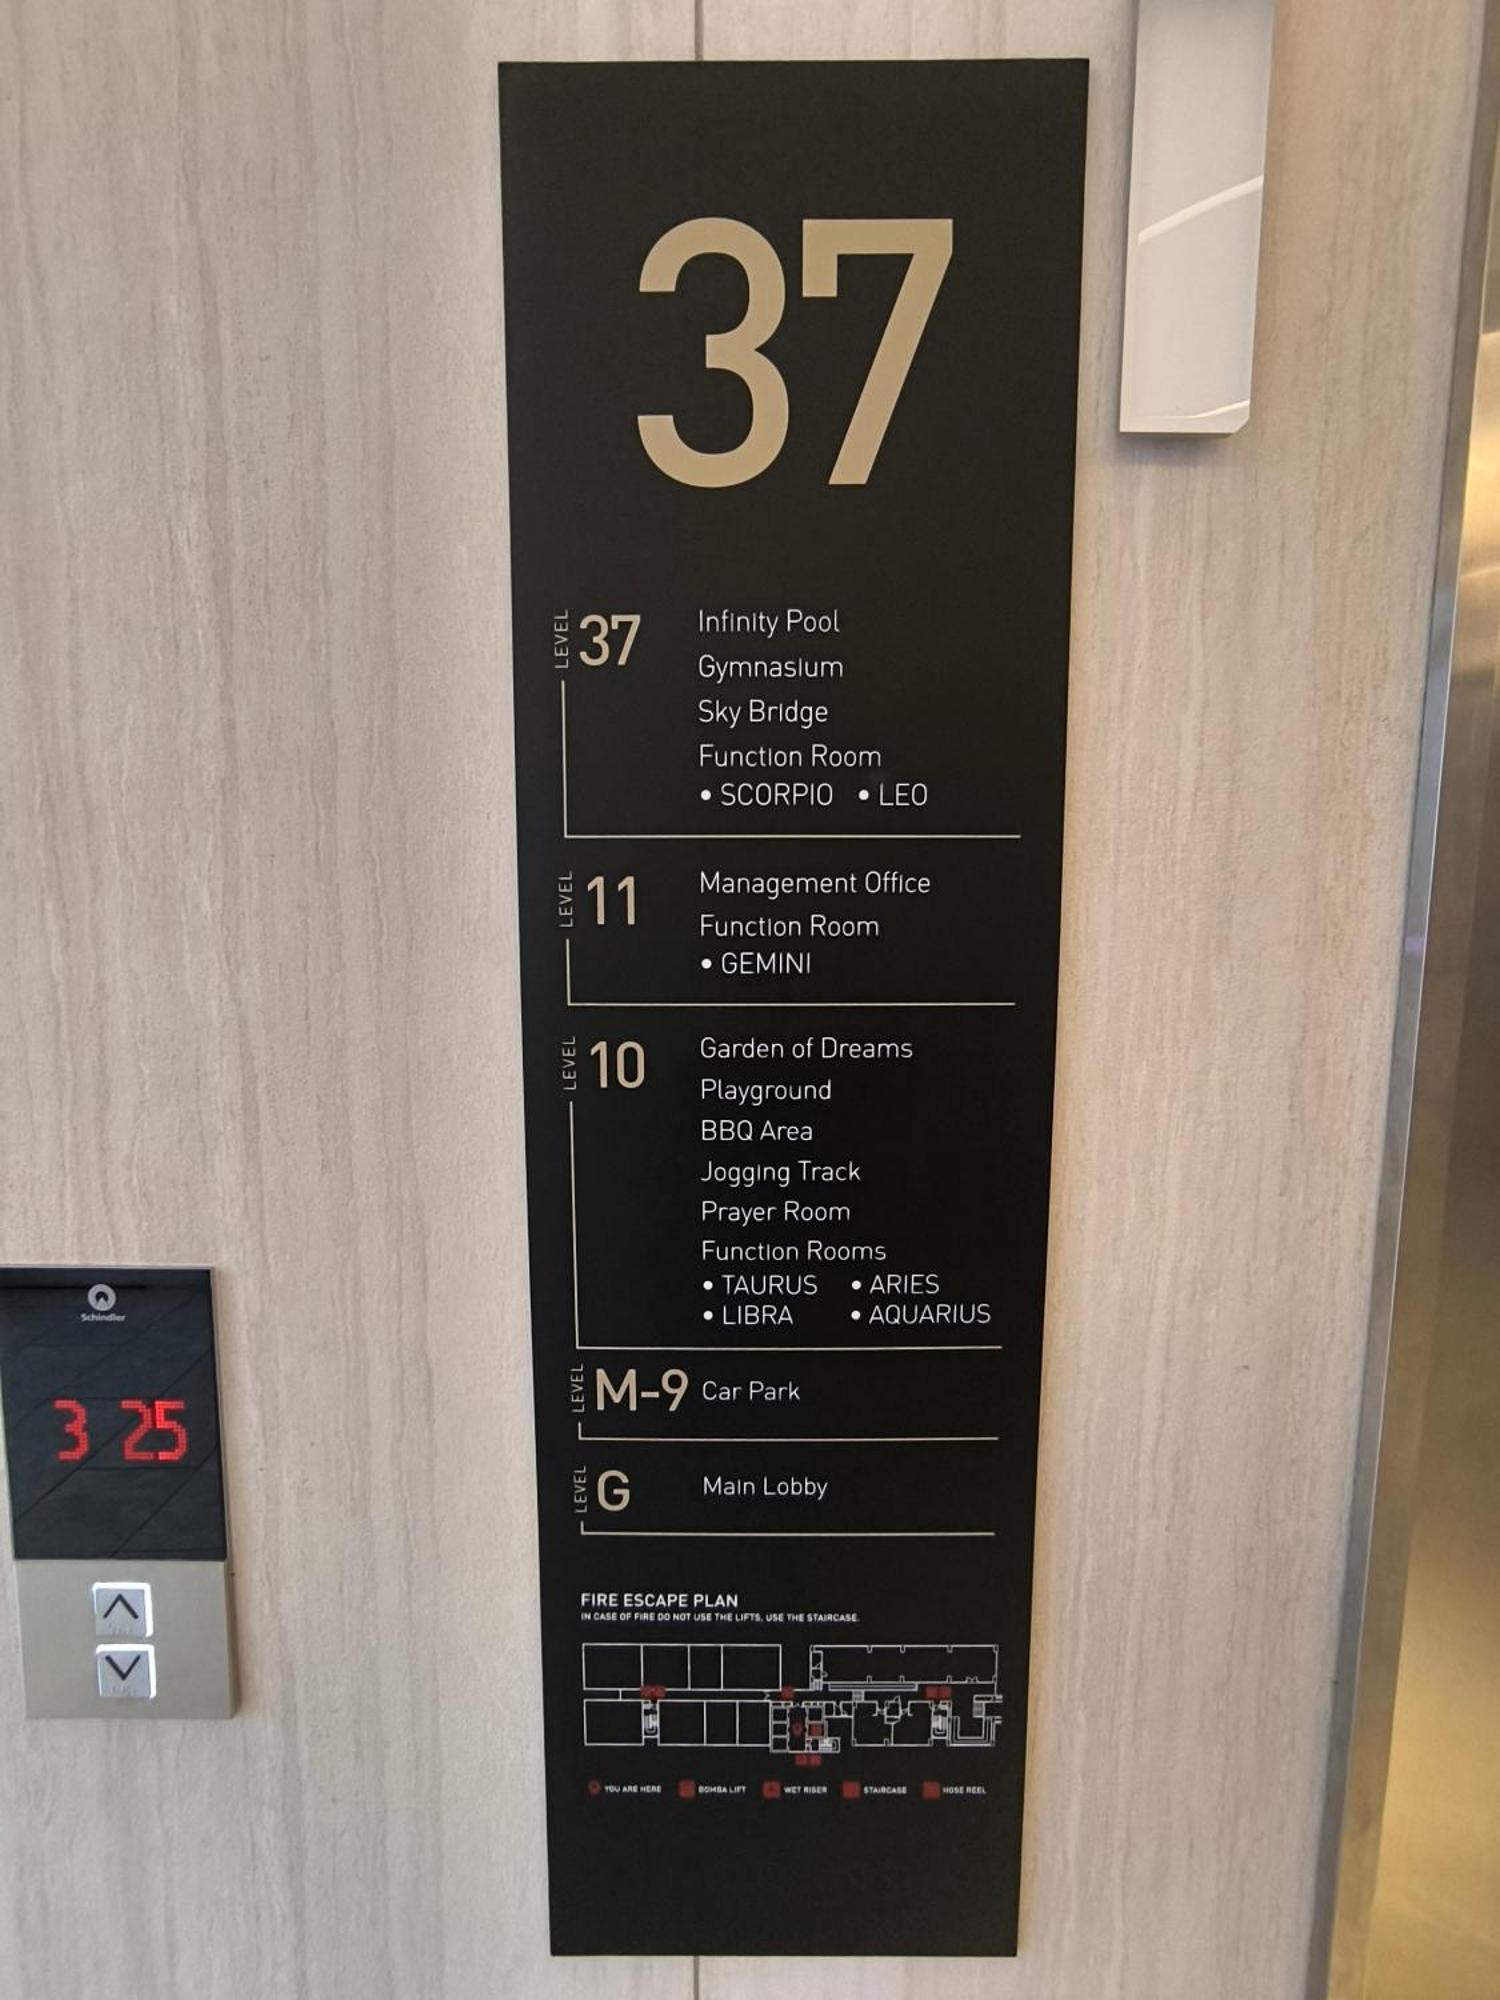 37
LEVEL 37
Infinity Pool
Gymnasium
Sky Bridge
Function Room
• SCORPIO • LEO
LEVEL 11
Management Office
Function Room
• GEMINI
LEVEL 10
Garden of Dreams
Playground
BBQ Area
Jogging Track
Prayer Room
Function Rooms
• TAURUS • ARIES
• LIBRA • AQUARIUS
LEVEL M-9 Car Park
LEVEL G Main Lobby
FIRE ESCAPE PLAN
IN CASE OF FIRE DO NOT USE THE LIFTS, USE THE STAIRCASE.
YOU ARE HERE BOMBA LIFT WET RISER STAIRCASE HOSE REEL
Schindler
3 25